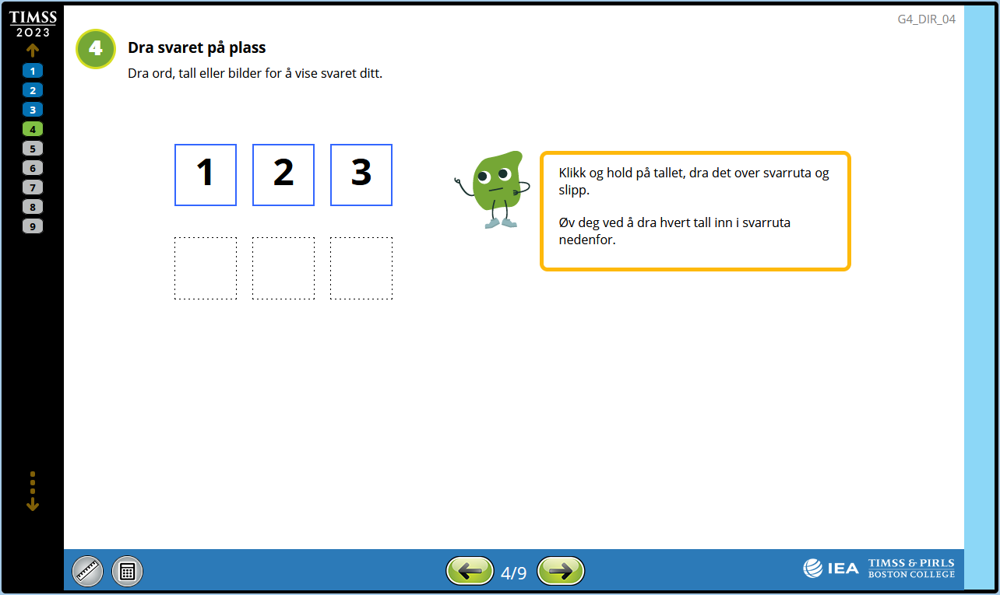 TIMSS
2023
1
2
3
4
5
6
7
8
9
G4_DIR_04
4
Dra svaret på plass
Dra ord, tall eller bilder for å vise svaret ditt.
1 2 3
Klikk og hold på tallet, dra det over svarruta og
slipp.
Øv deg ved å dra hvert tall inn i svarruta
nedenfor.
4/9
IEA
TIMSS & PIRLS
BOSTON COLLEGE